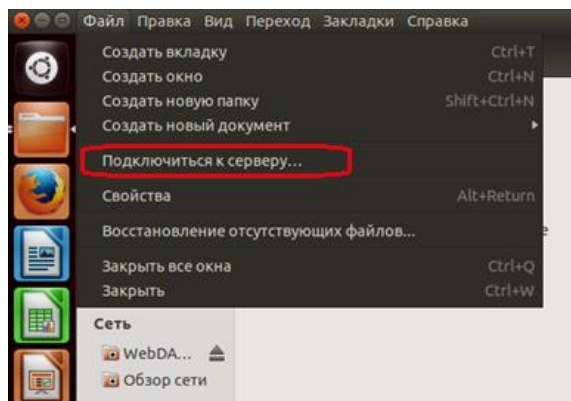 Файл Правка Вид Переход Закладки Справка
Создать вкладку Ctrl+T
Создать окно Ctrl+N
Создать новую папку Shift+Ctrl+N
Создать новый документ
Подключиться к серверу...
Свойства Alt+Return
Восстановление отсутствующих файлов...
Закрыть все окна Ctrl+Q
Закрыть Ctrl+W
Сеть
WebDA...
Обзор сети